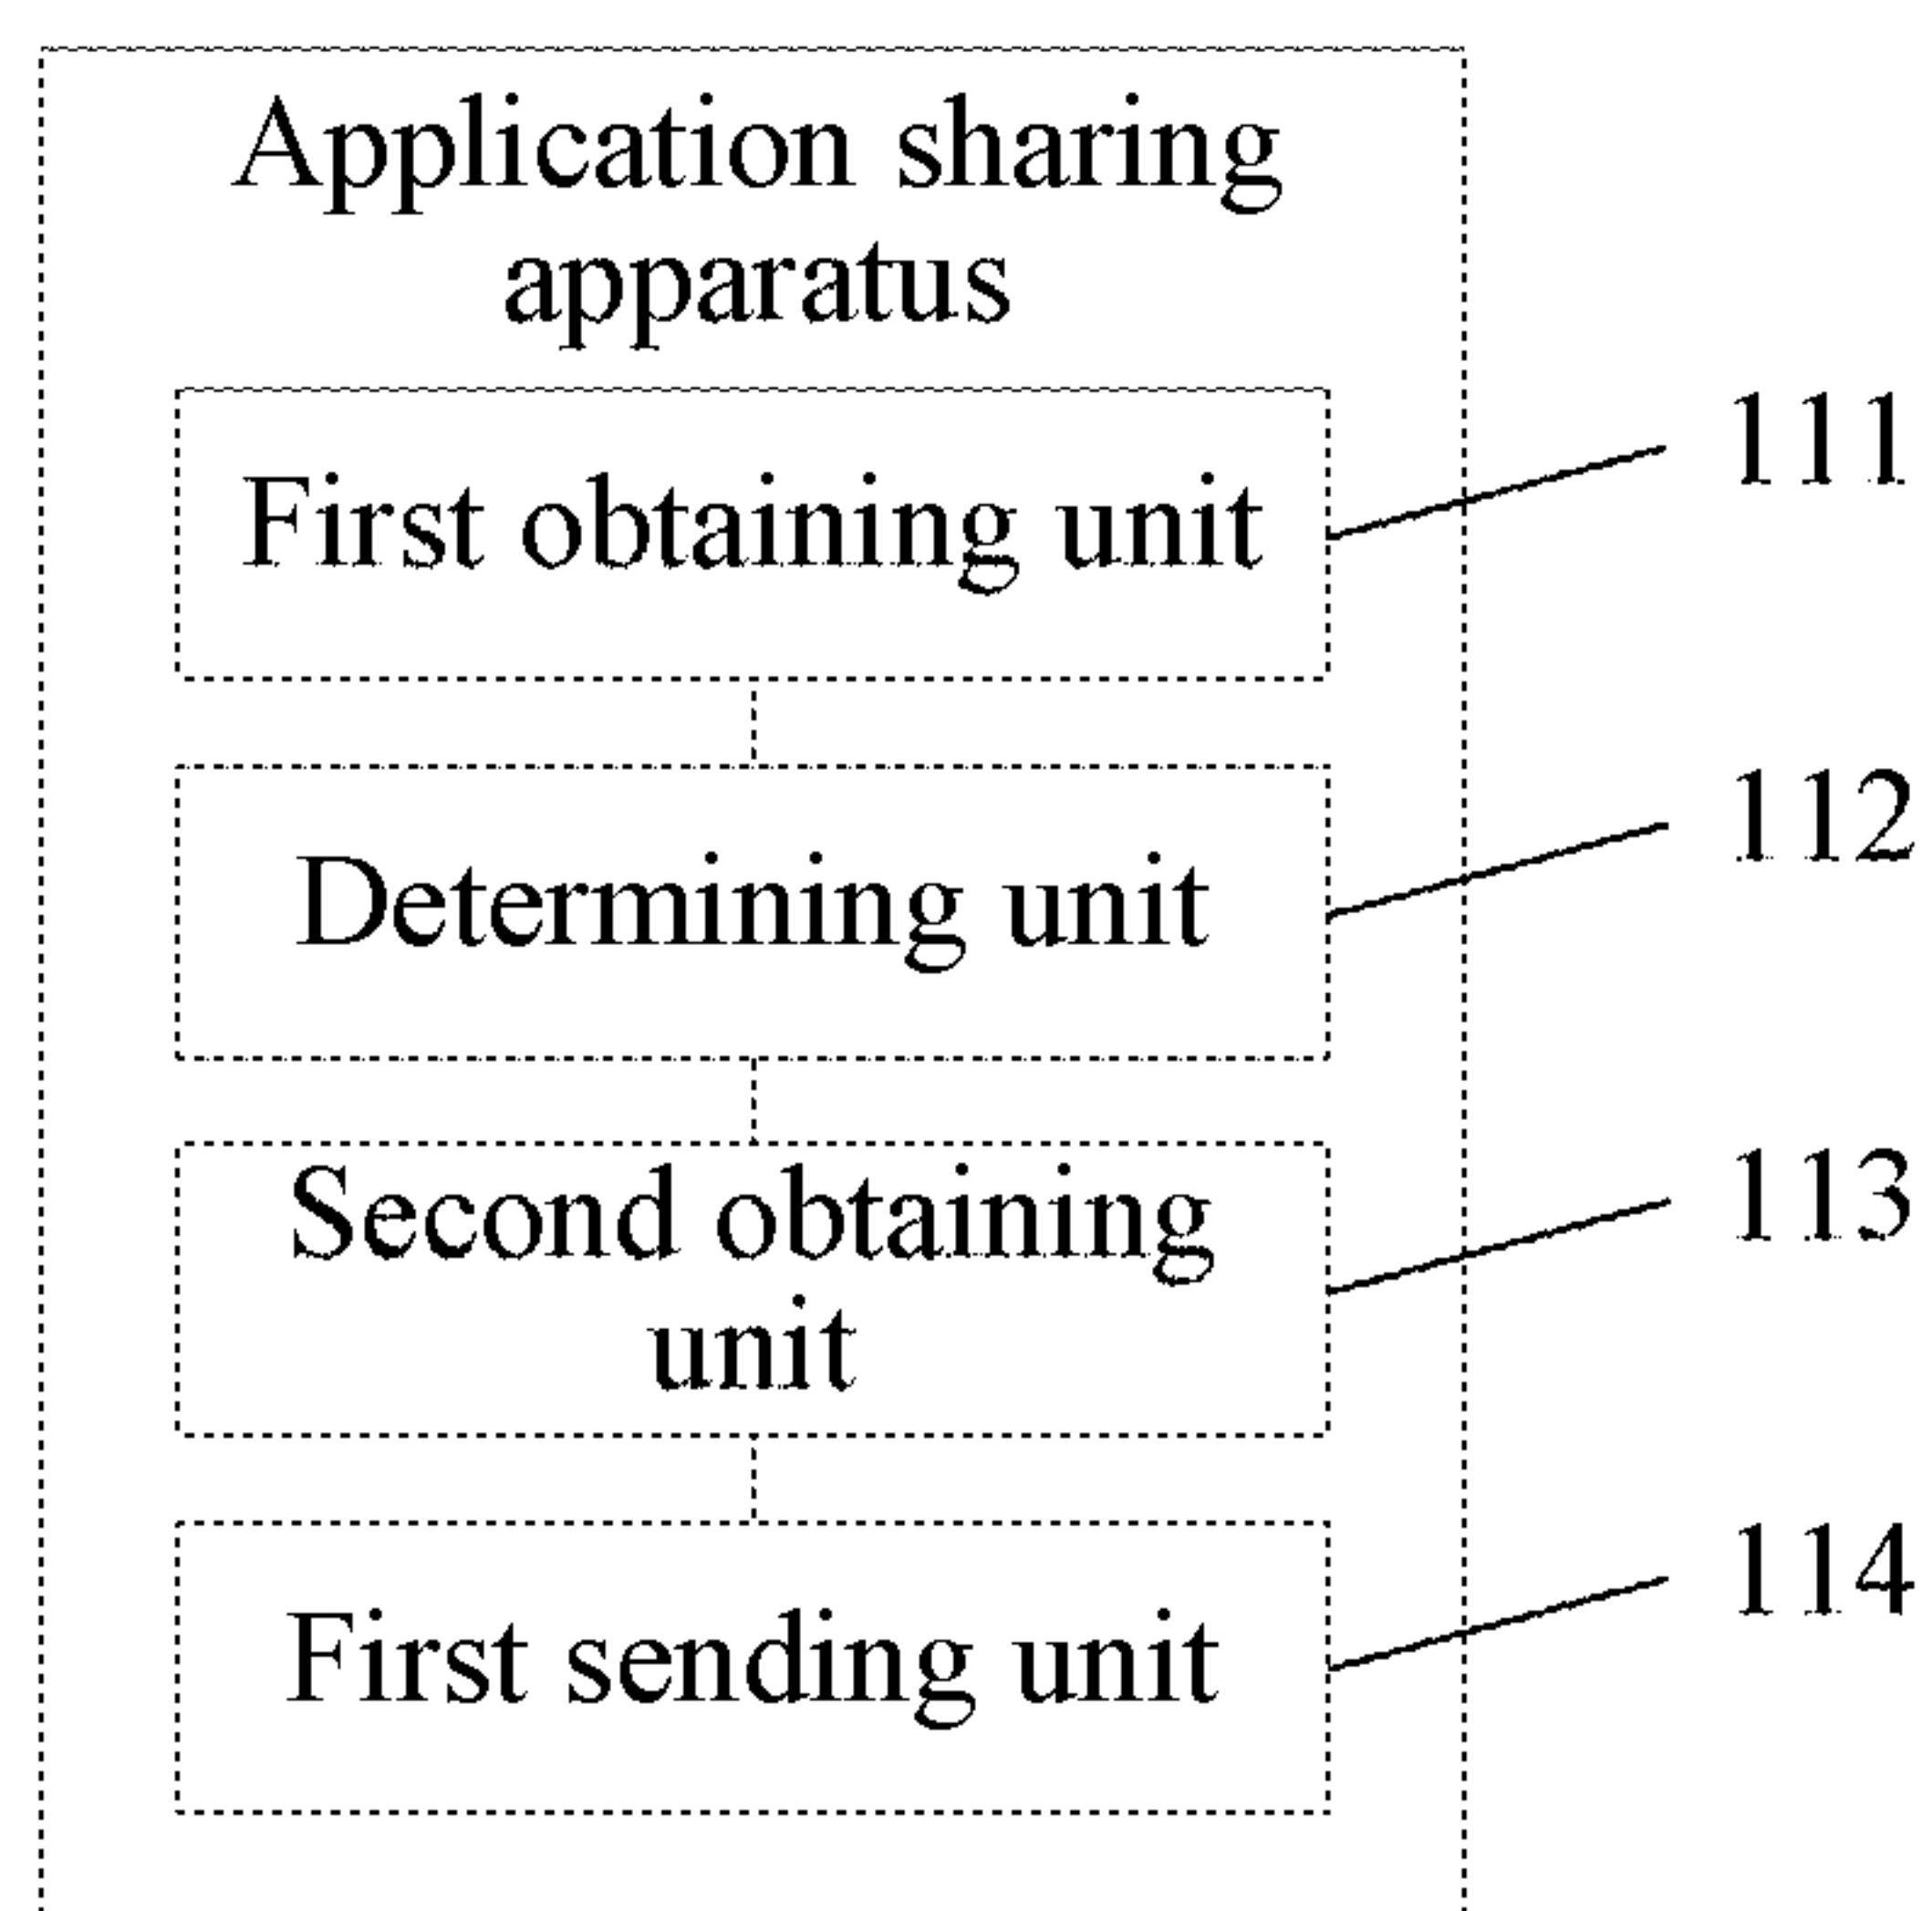 Application sharing
apparatus
First obtaining unit
111
Determining unit
112
Second obtaining
unit
113
First sending unit
114